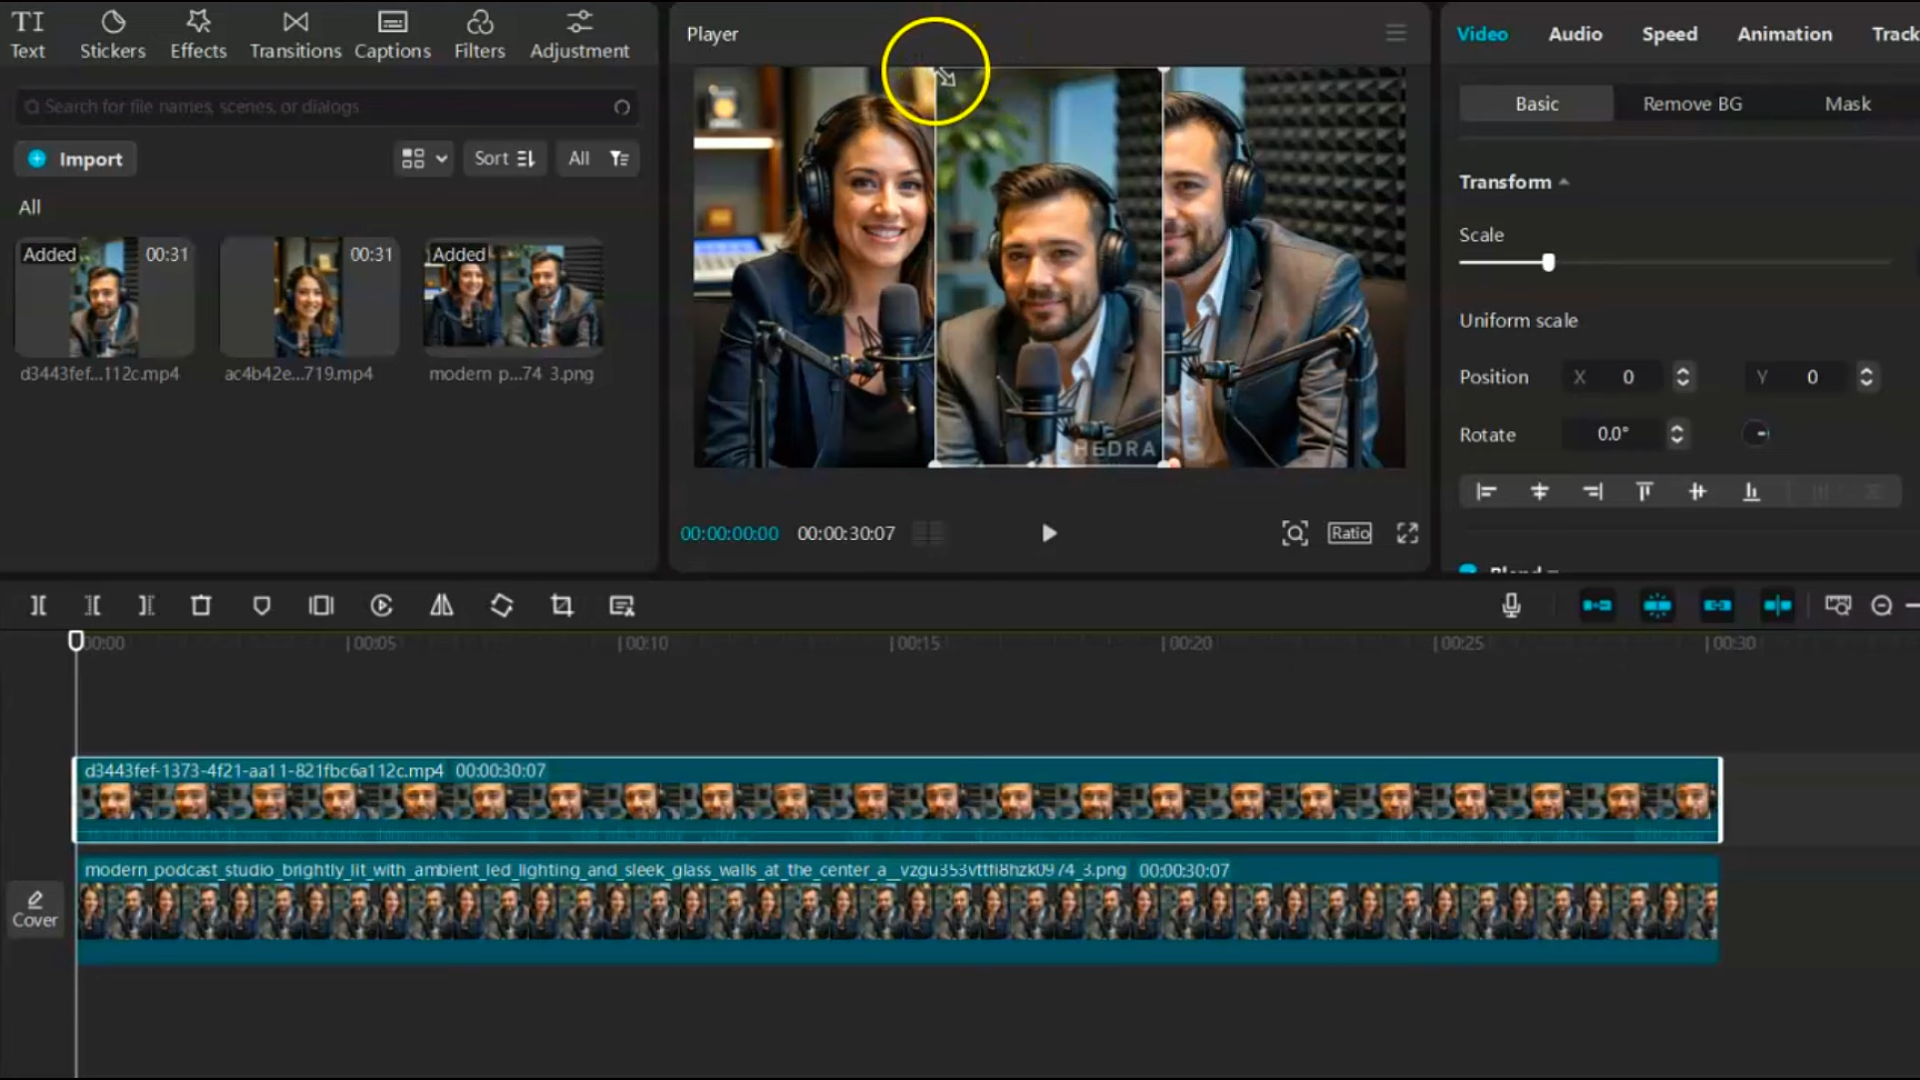 Text
Stickers
Effects
Transitions
Captions
Filters
Adjustment
Search for file names, scenes, or dialogs
Import
Sort
All
All
Added 00:31
00:31
Added
d3443fef...112c.mp4
ac4b42e...719.mp4
modern p...74 3.png
Player
HEDRA
00:00:00:00 00:00:30:07
Ratio
Video
Audio
Speed
Animation
Track
Basic
Remove BG
Mask
Transform
Scale
Uniform scale
Position X 0 Y 0
Rotate 0.0°
Blend
00:00 00:05 00:10 00:15 00:20 00:25 00:30
d3443fef-1373-4f21-aa11-821fbc6a112c.mp4 00:00:30:07
modern_podcast_studio_brightly_lit_with_ambient_led_lighting_and_sleek_glass_walls_at_the_center_a__vzgu353vttfi8hzk0974_3.png 00:00:30:07
Cover